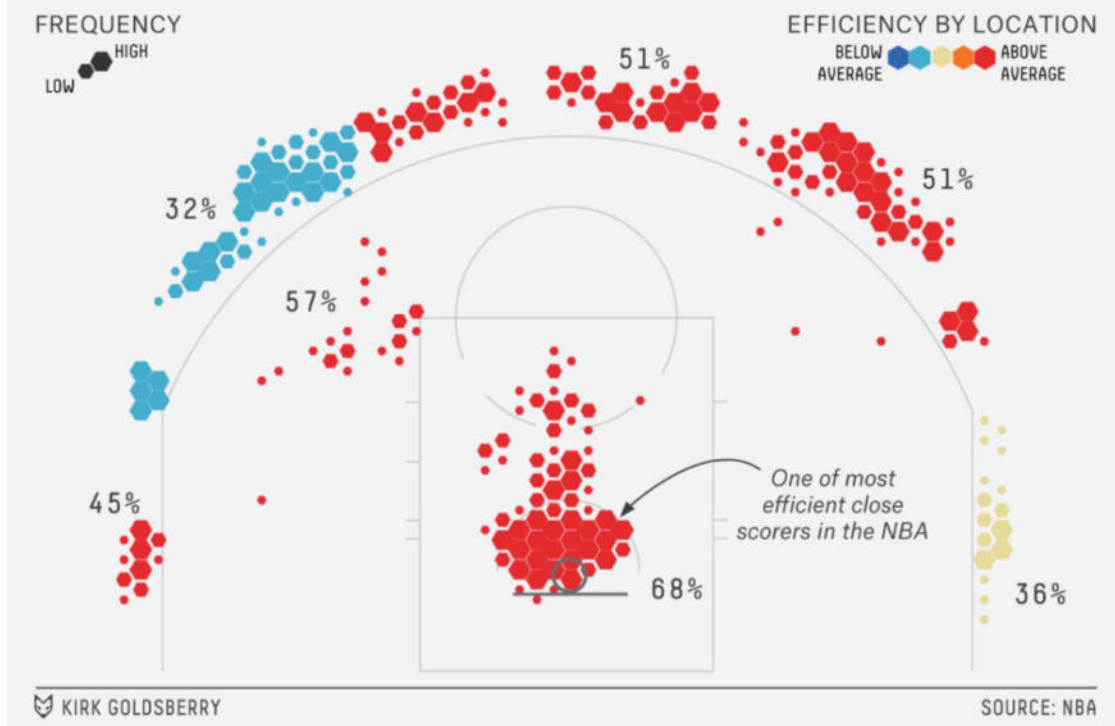 FREQUENCY
HIGH
LOW
EFFICIENCY BY LOCATION
BELOW
AVERAGE
ABOVE
AVERAGE
51%
51%
32%
57%
45%
One of most
efficient close
scorers in the NBA
68%
36%
KIRK GOLDSBERRY
SOURCE: NBA